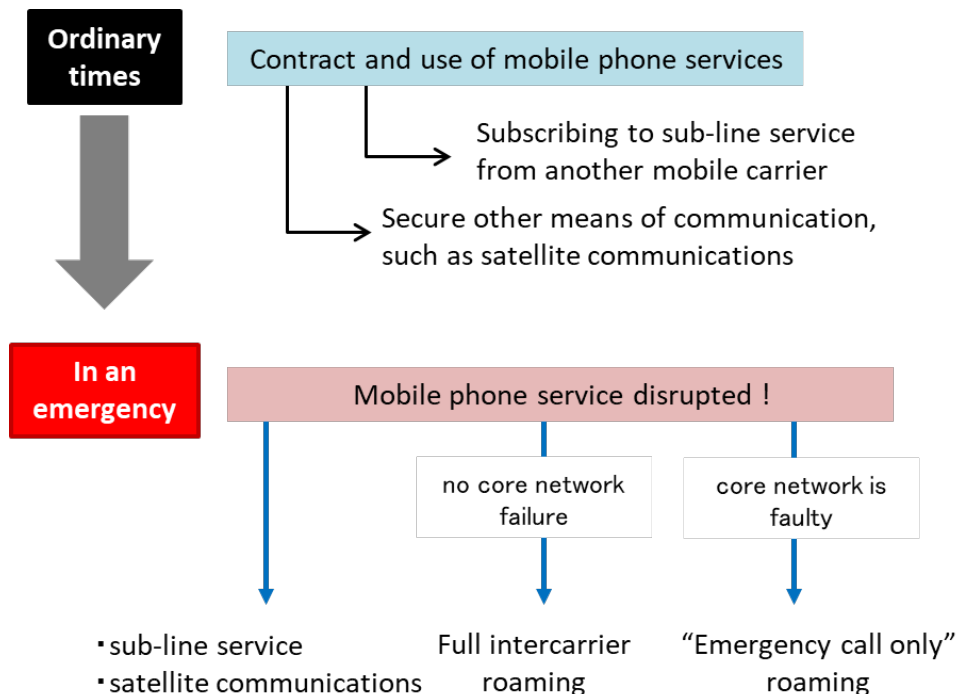 Ordinary
times
Contract and use of mobile phone services
Subscribing to sub-line service
from another mobile carrier
Secure other means of communication,
such as satellite communications
In an
emergency
Mobile phone service disrupted !
no core network
failure
core network is
faulty
・sub-line service
・satellite communications
Full intercarrier
roaming
“Emergency call only”
roaming